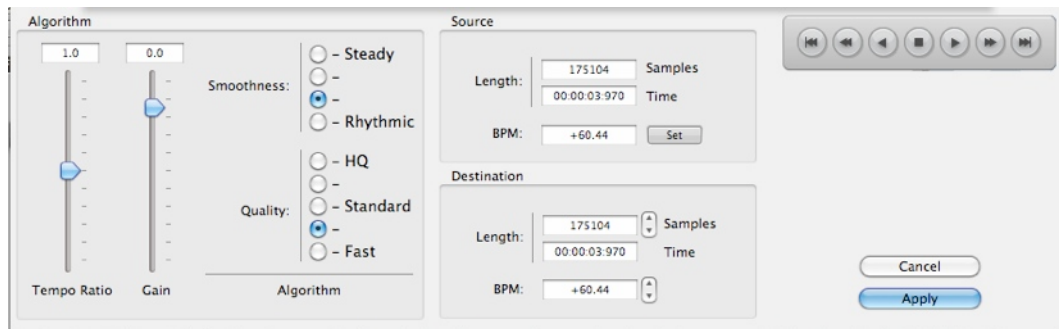 Algorithm
1.0
0.0
Smoothness:
- Steady
-
-
- Rhythmic
Quality:
- HQ
-
- Standard
-
- Fast
Tempo Ratio
Gain
Algorithm
Source
Length:
175104
Samples
00:00:03:970
Time
BPM:
+60.44
Set
Destination
Length:
175104
Samples
00:00:03:970
Time
BPM:
+60.44
Cancel
Apply